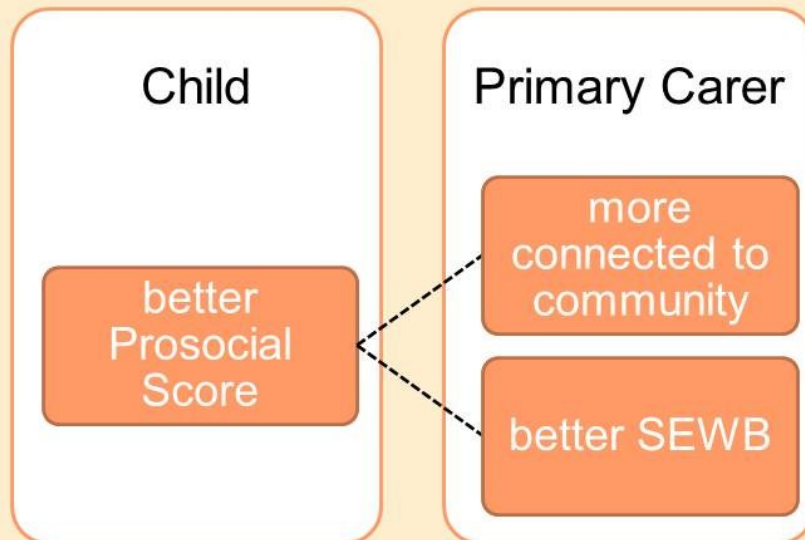 Child
better
Prosocial
Score
Primary Carer
more
connected to
community
better SEWB